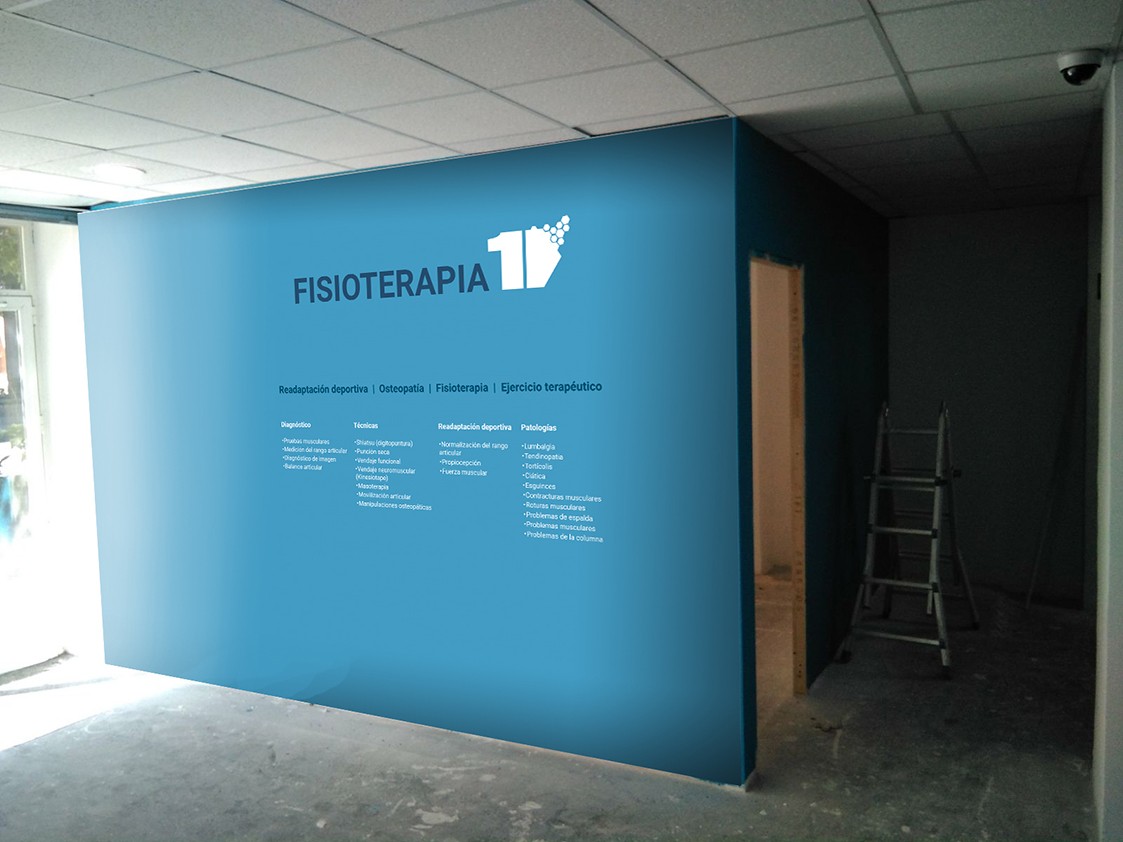 FISIOTERAPIA 1D
Readaptación deportiva | Osteopatía | Fisioterapia | Ejercicio terapéutico
Diagnóstico
•Pruebas musculares
•Medición del rango articular
•Diagnóstico de imagen
•Balance articular
Técnicas
•Shiatsu (digitopuntura)
•Punción seca
•Vendaje funcional
•Vendaje neuromuscular
(Kinesiotape)
•Masoterapia
•Movilización articular
•Manipulaciones osteopáticas
Readaptación deportiva
•Normalización del rango
articular
•Propiocepción
•Fuerza muscular
Patologías
•Lumbalgia
•Tendinopatía
•Tortícolis
•Ciática
•Esguinces
•Contracturas musculares
•Roturas musculares
•Problemas de espalda
•Problemas musculares
•Problemas de la columna